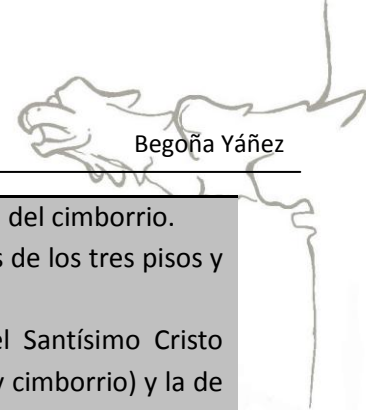 Begoña Yáñez
del cimborrio.
s de los tres pisos y
el Santísimo Cristo
y cimborrio) y la de